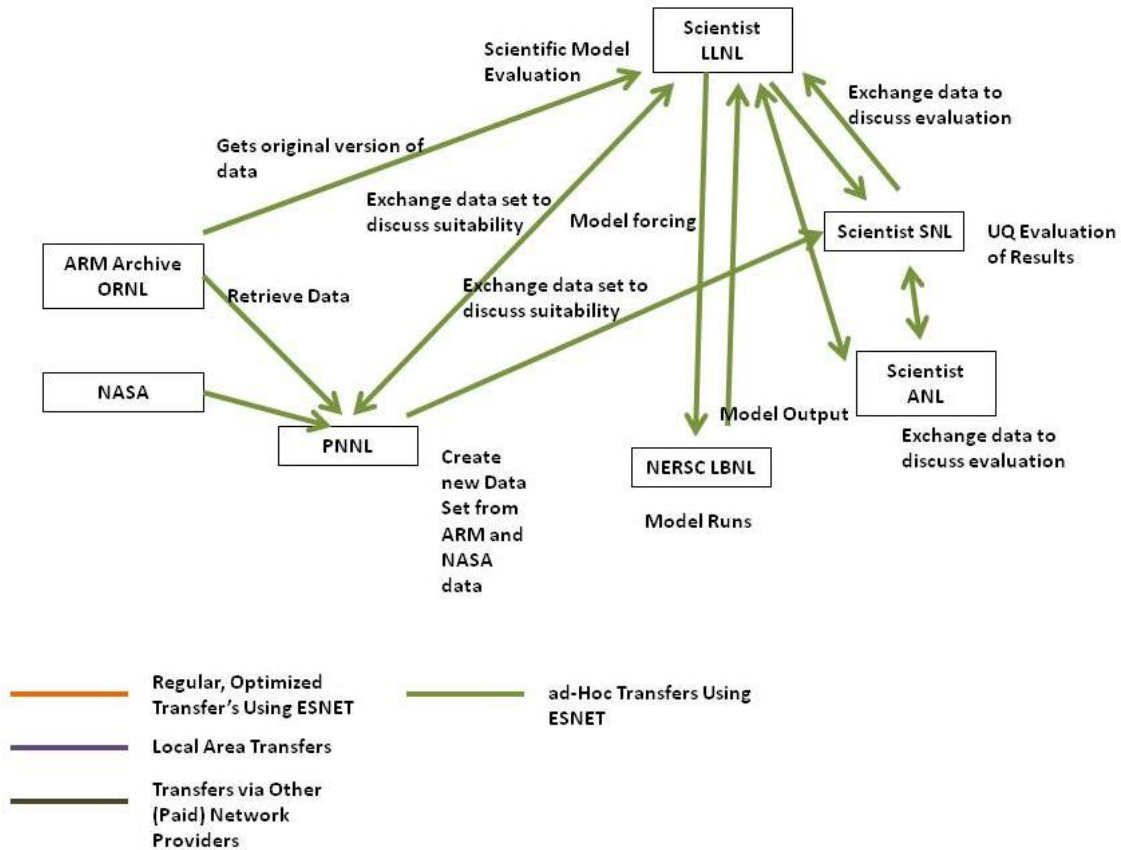 Scientist
LLNL
Scientific Model
Evaluation
Exchange data to
discuss evaluation
Gets original version of
data
Exchange data set to
discuss suitability
Model forcing
Scientist SNL
UQ Evaluation
of Results
ARM Archive
ORNL
Retrieve Data
Exchange data set to
discuss suitability
NASA
Scientist
ANL
Model Output
Exchange data to
discuss evaluation
PNNL
Create
new Data
Set from
ARM and
NASA
data
NERSC LBNL
Model Runs
Regular, Optimized
Transfer's Using ESNET
ad-Hoc Transfers Using
ESNET
Local Area Transfers
Transfers via Other
(Paid) Network
Providers